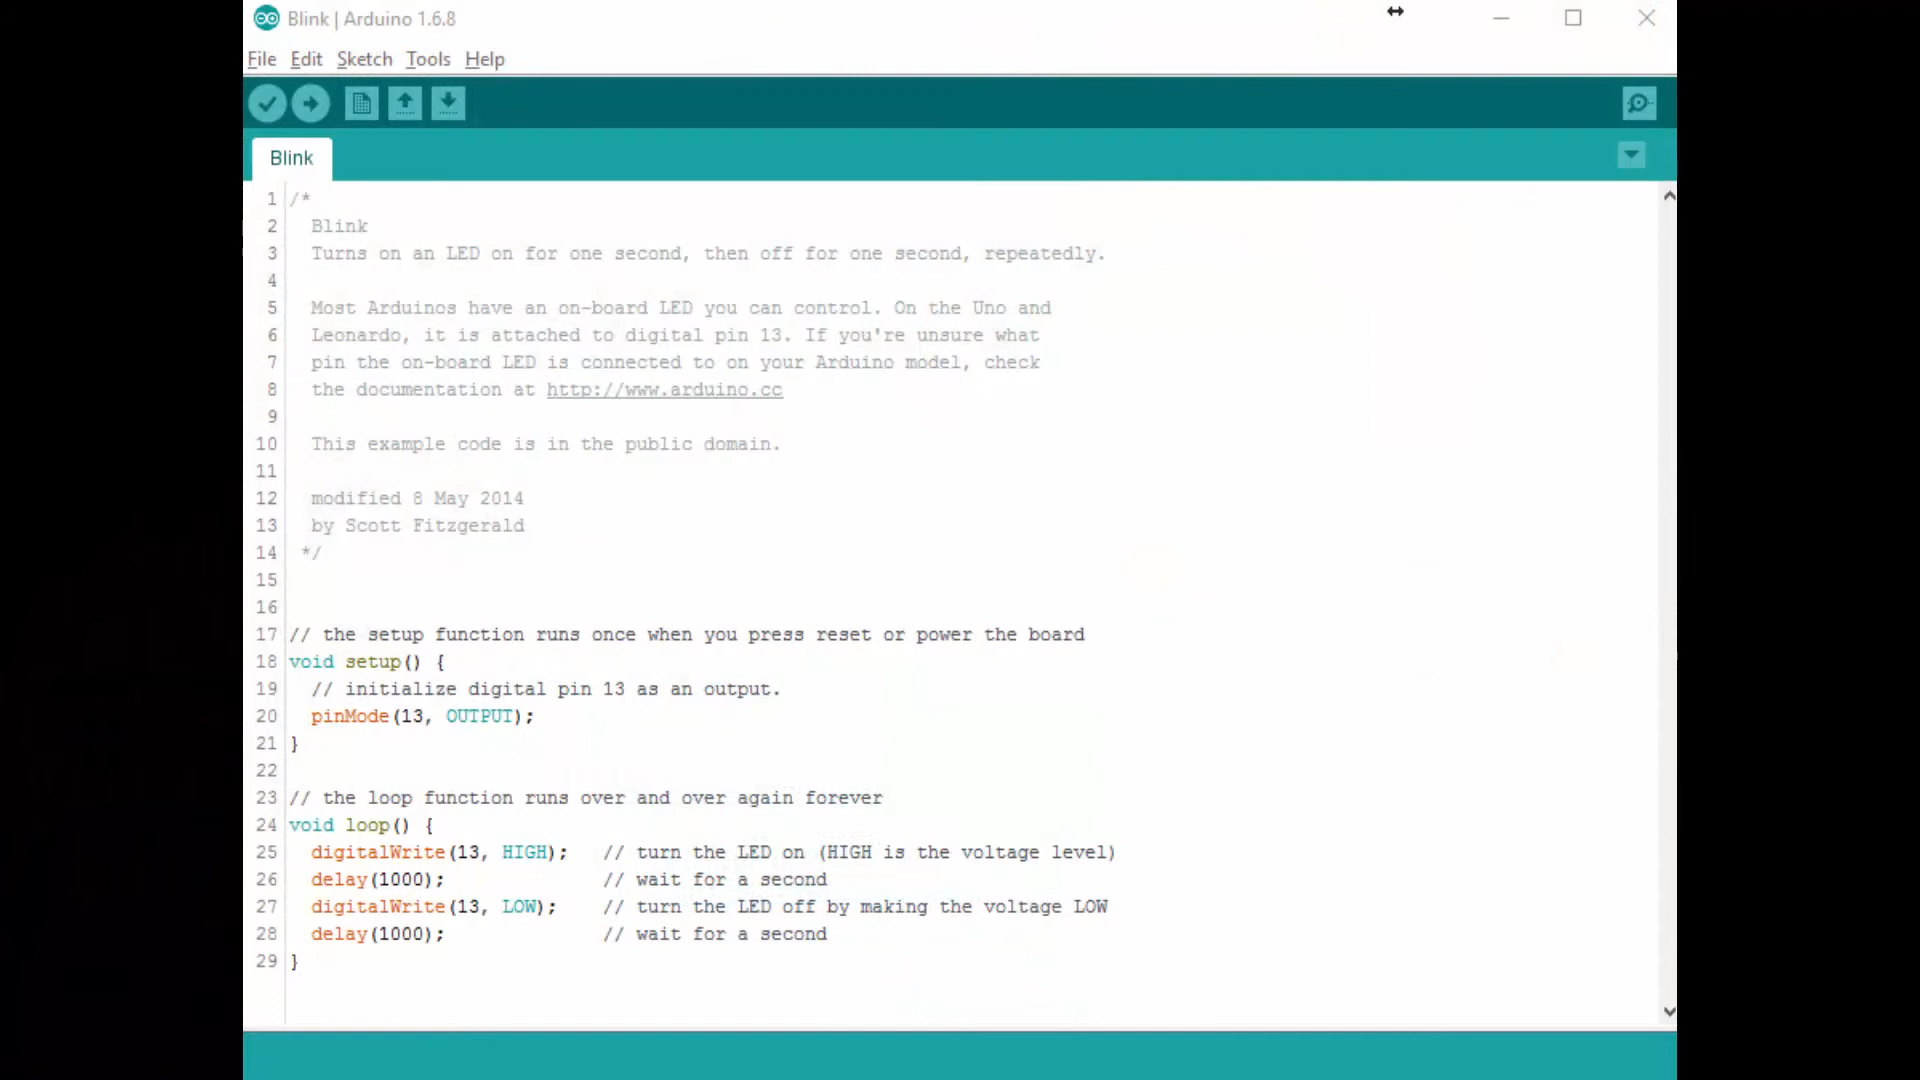 Blink | Arduino 1.6.8
File Edit Sketch Tools Help
Blink
1 /*
2 Blink
3 Turns on an LED on for one second, then off for one second, repeatedly.
4
5 Most Arduinos have an on-board LED you can control. On the Uno and
6 Leonardo, it is attached to digital pin 13. If you're unsure what
7 pin the on-board LED is connected to on your Arduino model, check
8 the documentation at http://www.arduino.cc
9
10 This example code is in the public domain.
11
12 modified 8 May 2014
13 by Scott Fitzgerald
14 */
15
16
17 // the setup function runs once when you press reset or power the board
18 void setup() {
19 // initialize digital pin 13 as an output.
20 pinMode(13, OUTPUT);
21 }
22
23 // the loop function runs over and over again forever
24 void loop() {
25 digitalWrite(13, HIGH); // turn the LED on (HIGH is the voltage level)
26 delay(1000); // wait for a second
27 digitalWrite(13, LOW); // turn the LED off by making the voltage LOW
28 delay(1000); // wait for a second
29 }